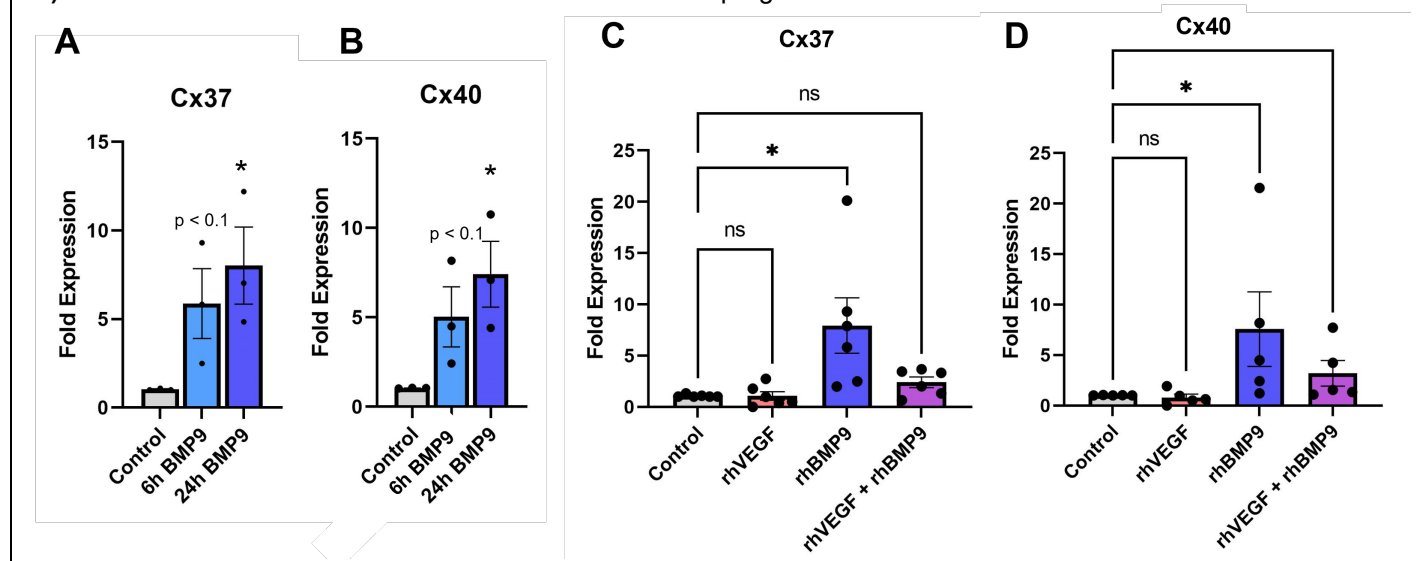 A
B
C
D
Cx37
Cx40
Cx37
Cx40
Fold Expression
15
10
5
0
p < 0.1
*
Control
6h BMP9
24h BMP9
Fold Expression
15
10
5
0
p < 0.1
*
Control
6h BMP9
24h BMP9
Fold Expression
25
20
15
10
5
0
ns
*
ns
Control
rhVEGF
rhBMP9
rhVEGF + rhBMP9
Fold Expression
25
20
15
10
5
0
*
ns
Control
rhVEGF
rhBMP9
rhVEGF + rhBMP9